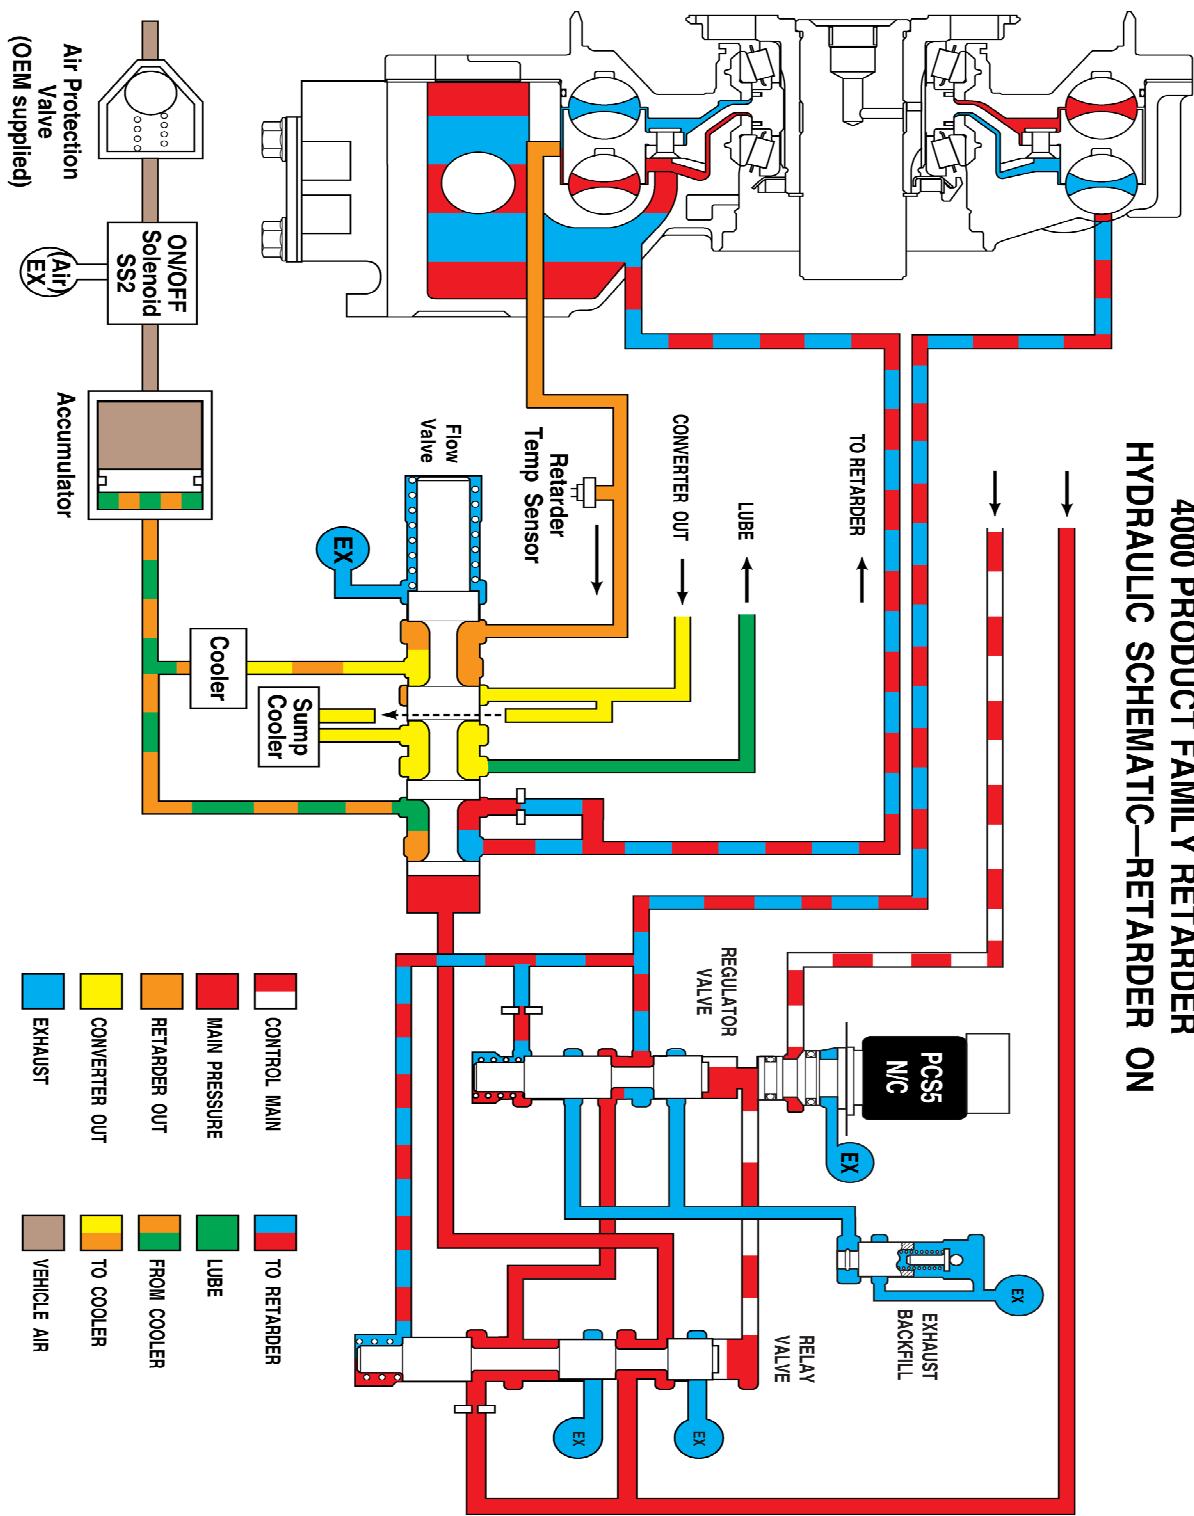 4000 PRODUCT FAMILY RETARDER
HYDRAULIC SCHEMATIC—RETARDER ON
TO RETARDER
CONVERTER OUT
LUBE
Retarder
Temp Sensor
Flow
Valve
EX
Air Protection
Valve
(OEM supplied)
ON/OFF
Solenoid
SS2
(Air)
EX
Accumulator
Cooler
Sump
Cooler
REGULATOR
VALVE
PCS5
N/C
EX
EXHAUST
BACKFILL
EX
RELAY
VALVE
EX
EX
CONTROL MAIN
MAIN PRESSURE
RETARDER OUT
CONVERTER OUT
EXHAUST
TO RETARDER
LUBE
FROM COOLER
TO COOLER
VEHICLE AIR